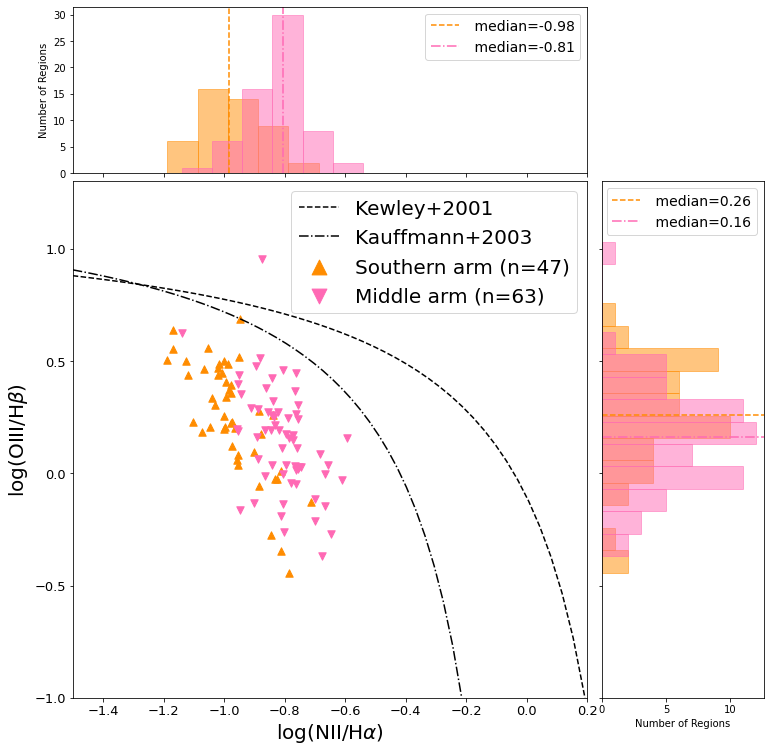 30
25
20
15
10
5
0
Number of Regions
median=-0.98
median=-0.81
Kewley+2001
Kauffmann+2003
Southern arm (n=47)
Middle arm (n=63)
1.0
0.5
0.0
−0.5
−1.0
log(OIII/Hβ)
−1.4 −1.2 −1.0 −0.8 −0.6 −0.4 −0.2 0.0 0.2
log(NII/Hα)
median=0.26
median=0.16
0 5 10
Number of Regions